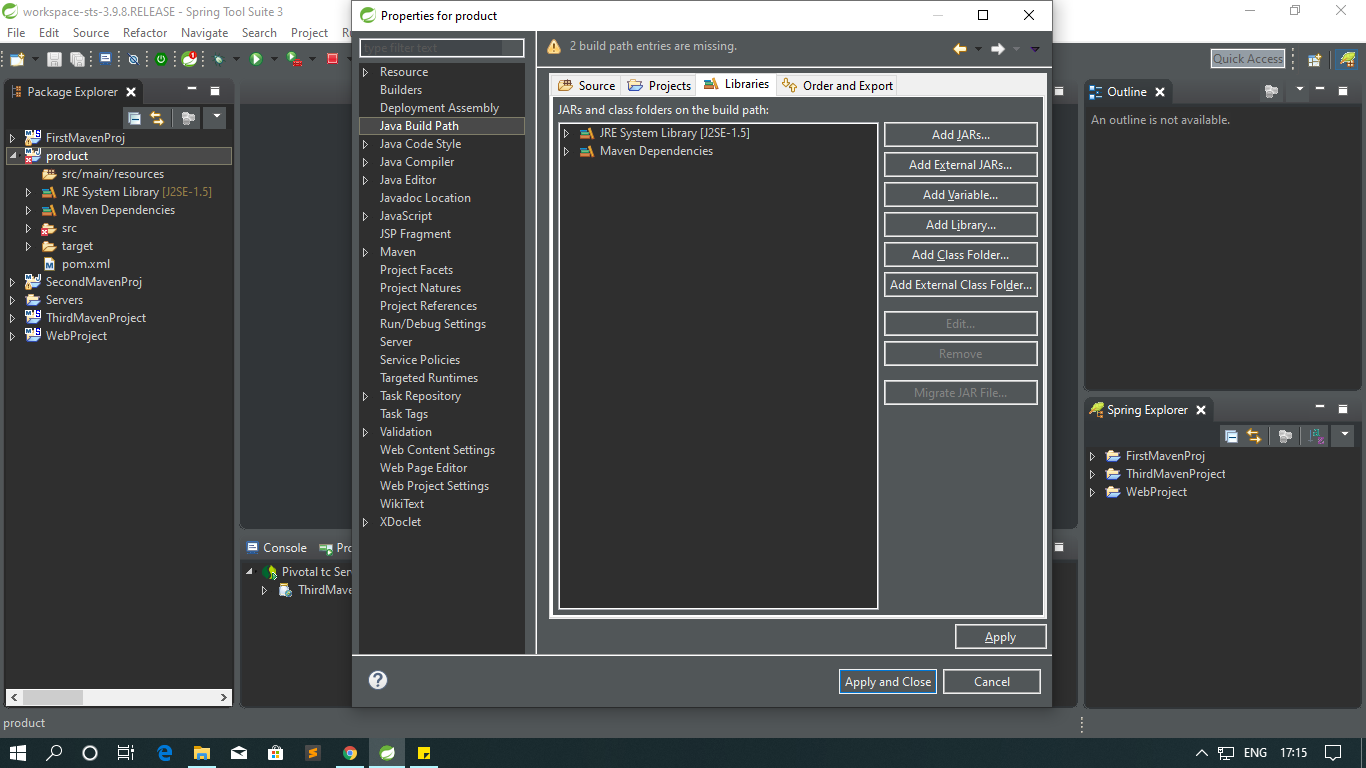 workspace-sts-3.9.8.RELEASE - Spring Tool Suite 3
File Edit Source Refactor Navigate Search Project
Quick Access
Package Explorer
FirstMavenProj
product
src/main/resources
JRE System Library [J2SE-1.5]
Maven Dependencies
src
target
pom.xml
SecondMavenProj
Servers
ThirdMavenProject
WebProject
Properties for product
type filter text
Resource
Builders
Deployment Assembly
Java Build Path
Java Code Style
Java Compiler
Java Editor
Javadoc Location
JavaScript
JSP Fragment
Maven
Project Facets
Project Natures
Project References
Run/Debug Settings
Server
Service Policies
Targeted Runtimes
Task Repository
Task Tags
Validation
Web Content Settings
Web Page Editor
Web Project Settings
WikiText
XDoclet
2 build path entries are missing.
Source Projects Libraries Order and Export
JARs and class folders on the build path:
JRE System Library [J2SE-1.5]
Maven Dependencies
Add JARs...
Add External JARs...
Add Variable...
Add Library...
Add Class Folder...
Add External Class Folder...
Edit...
Remove
Migrate JAR File...
Apply
Apply and Close Cancel
Console Pro
Pivotal tc Ser
ThirdMave
Outline
An outline is not available.
Spring Explorer
FirstMavenProj
ThirdMavenProject
WebProject
product
ENG 17:15